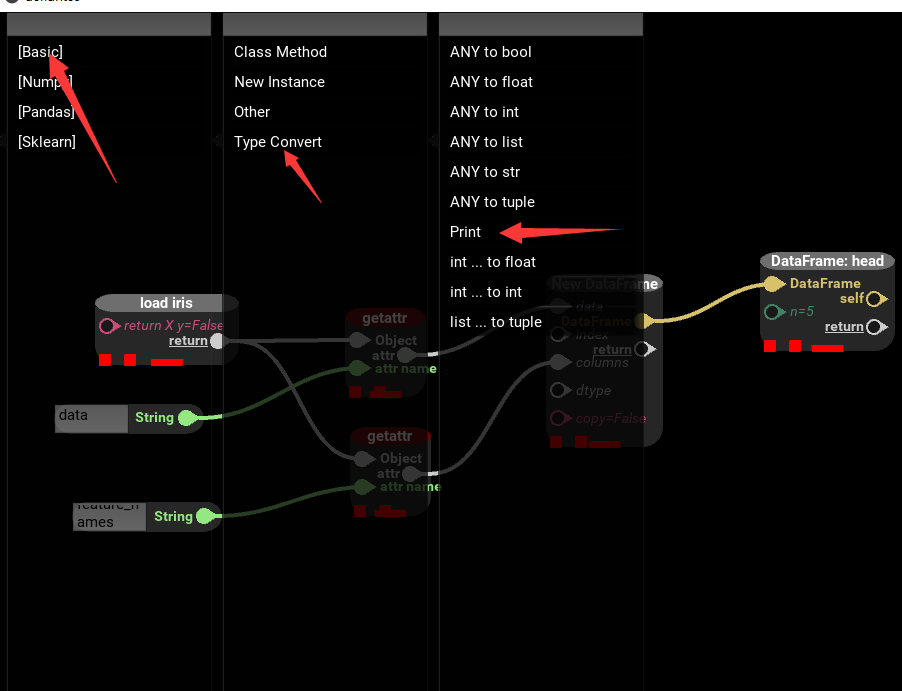 [Basic]
[Numpy]
[Pandas]
[Sklearn]
Class Method
New Instance
Other
Type Convert
ANY to bool
ANY to float
ANY to int
ANY to list
ANY to str
ANY to tuple
Print
int ... to float
int ... to int
list ... to tuple
load iris
return X y=False
return
data
String
feature_n
ames
String
getattr
Object
attr
attr name
getattr
Object
attr
attr name
New DataFrame
data
DataFrame
index
return
columns
dtype
copy=False
DataFrame: head
DataFrame
self
n=5
return